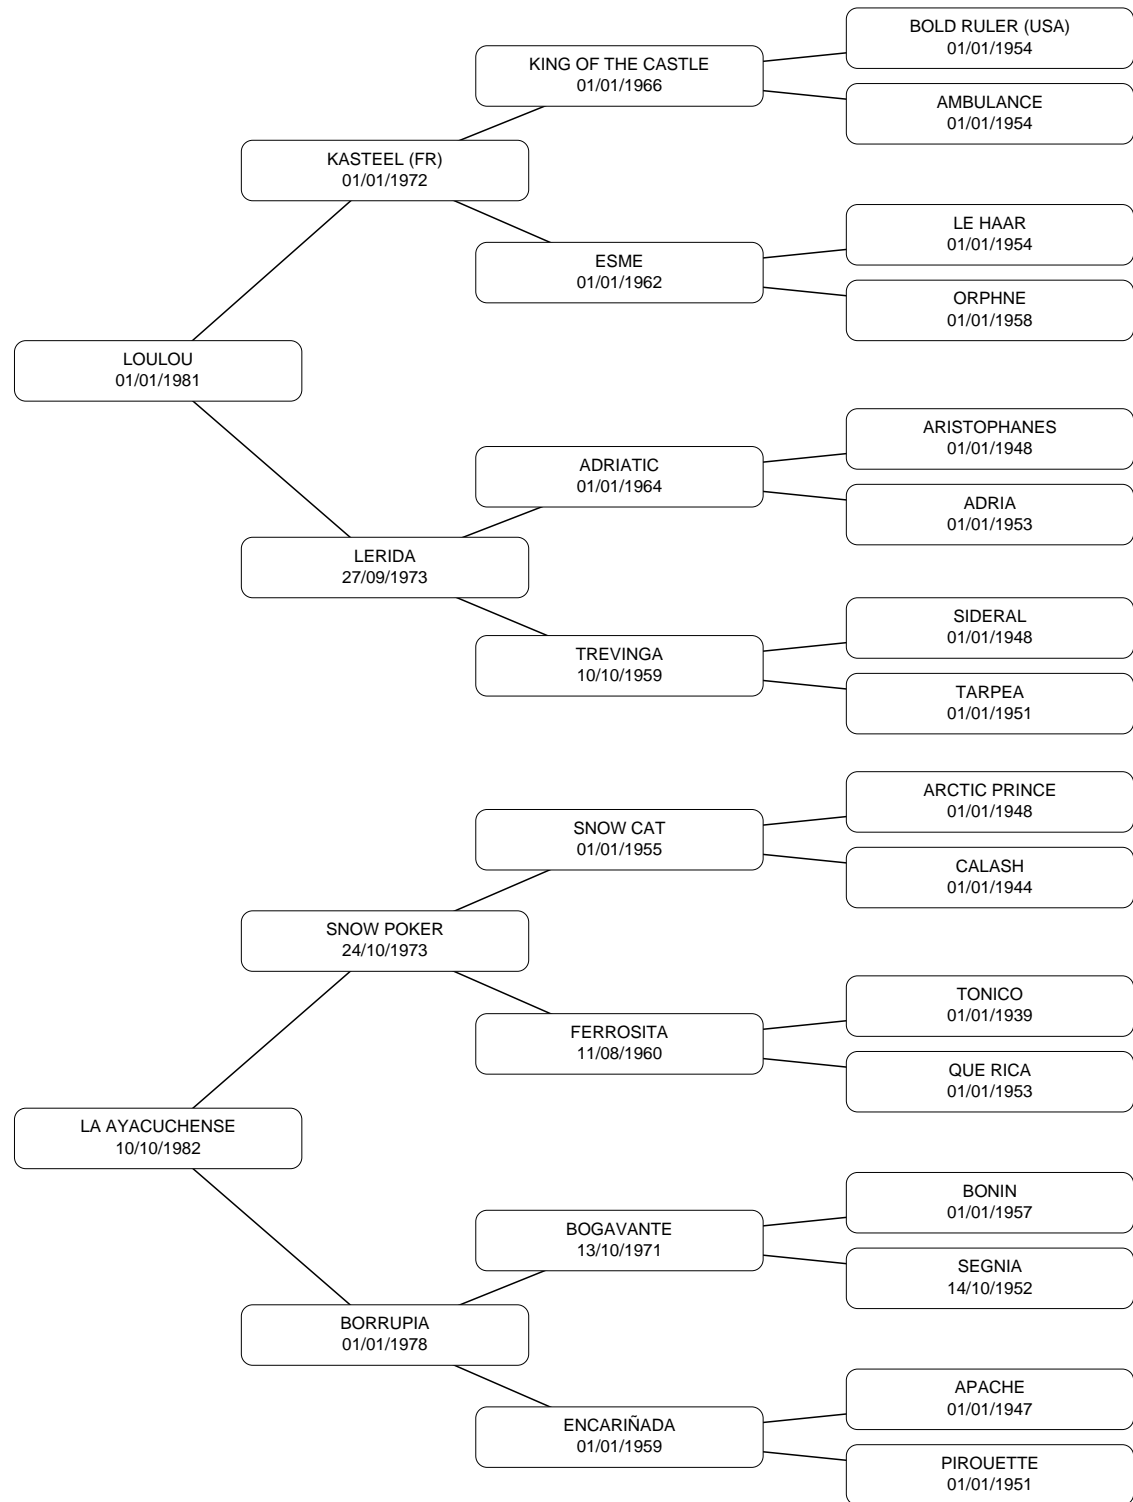 BOLD RULER (USA)
01/01/1954
KING OF THE CASTLE
01/01/1966
AMBULANCE
01/01/1954
KASTEEL (FR)
01/01/1972
LE HAAR
01/01/1954
ESME
01/01/1962
ORPHNE
01/01/1958
LOULOU
01/01/1981
ARISTOPHANES
01/01/1948
ADRIATIC
01/01/1964
ADRIA
01/01/1953
LERIDA
27/09/1973
SIDERAL
01/01/1948
TREVINGA
10/10/1959
TARPEA
01/01/1951
ARCTIC PRINCE
01/01/1948
SNOW CAT
01/01/1955
CALASH
01/01/1944
SNOW POKER
24/10/1973
TONICO
01/01/1939
FERROSITA
11/08/1960
QUE RICA
01/01/1953
LA AYACUCHENSE
10/10/1982
BONIN
01/01/1957
BOGAVANTE
13/10/1971
SEGNIA
14/10/1952
BORRUPIA
01/01/1978
APACHE
01/01/1947
ENCARIÑADA
01/01/1959
PIROUETTE
01/01/1951